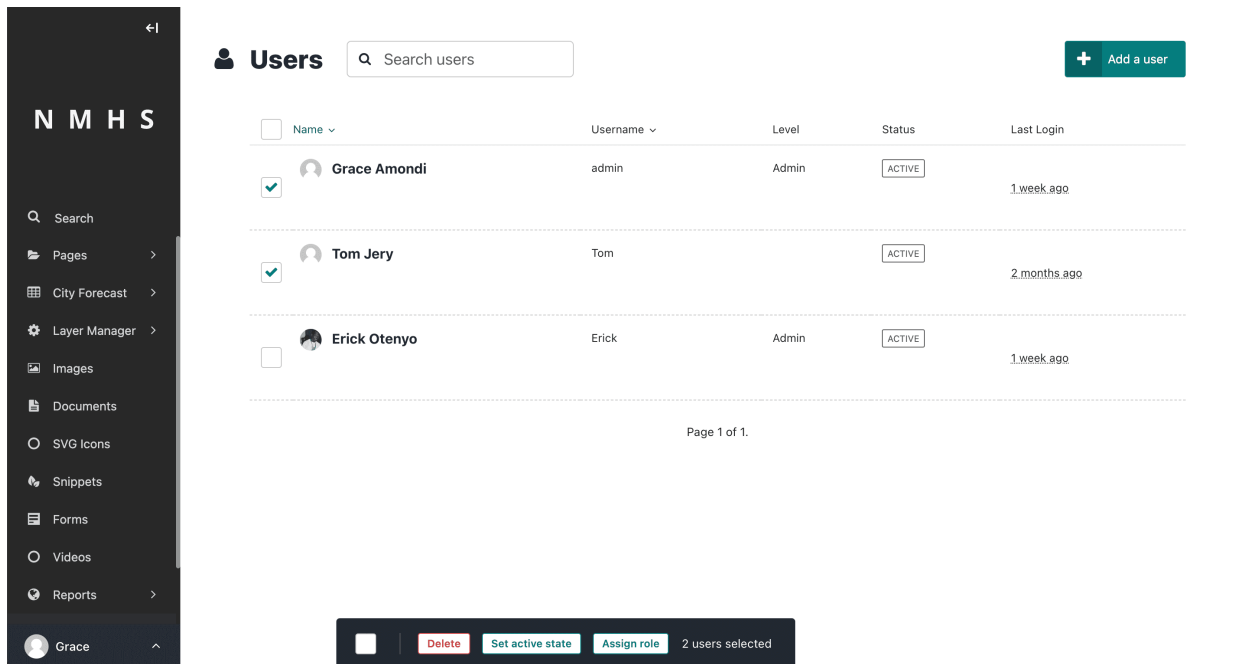 Users
Search users
Add a user
N M H S
Name
Username
Level
Status
Last Login
Grace Amondi
admin
Admin
ACTIVE
1 week ago
Tom Jery
Tom
ACTIVE
2 months ago
Erick Otenyo
Erick
Admin
ACTIVE
1 week ago
Page 1 of 1.
Search
Pages
City Forecast
Layer Manager
Images
Documents
SVG Icons
Snippets
Forms
Videos
Reports
Grace
Delete
Set active state
Assign role
2 users selected